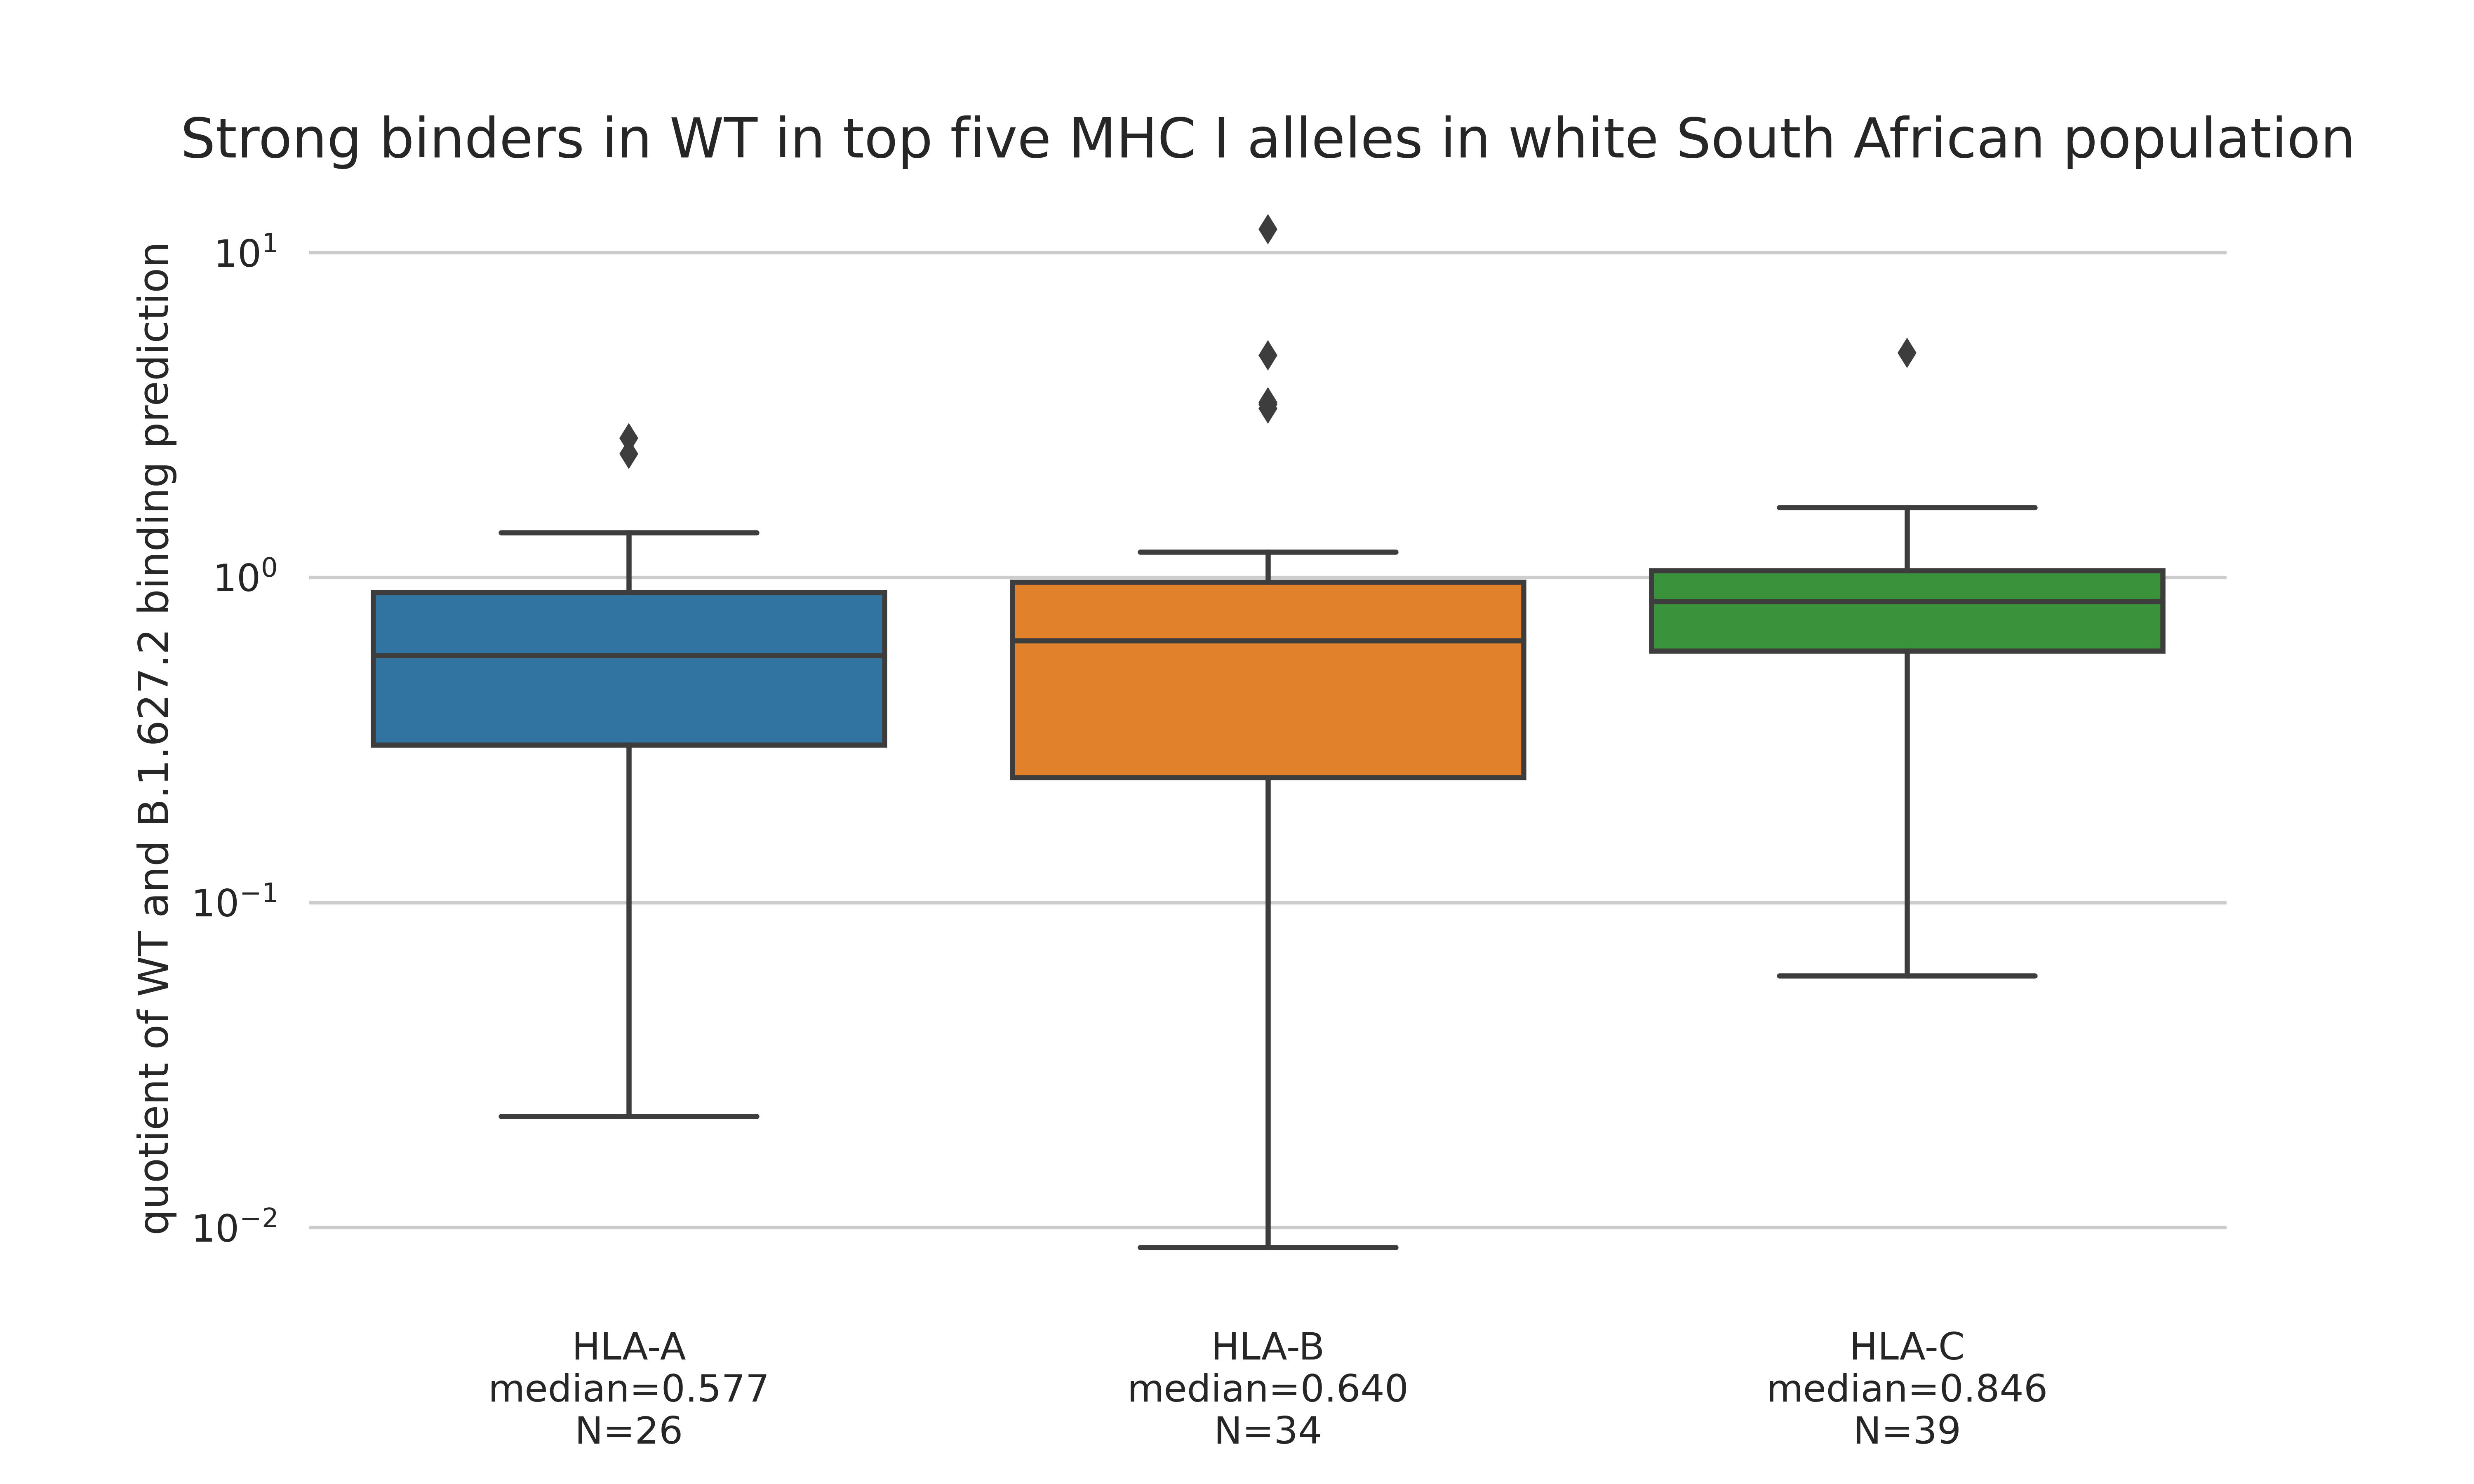 Strong binders in WT in top five MHC I alleles in white South African population
quotient of WT and B.1.627.2 binding prediction
10¹
10⁰
10⁻¹
10⁻²
HLA-A
median=0.577
N=26
HLA-B
median=0.640
N=34
HLA-C
median=0.846
N=39